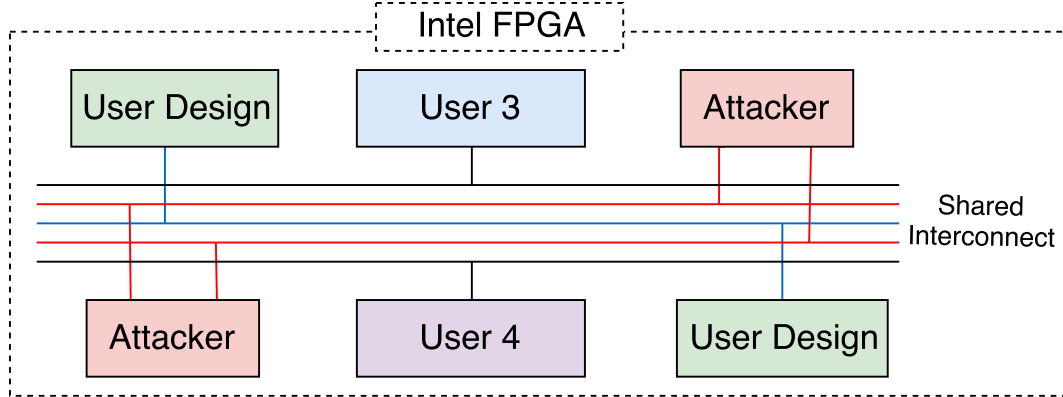 Intel FPGA
User Design
User 3
Attacker
Shared
Interconnect
Attacker
User 4
User Design